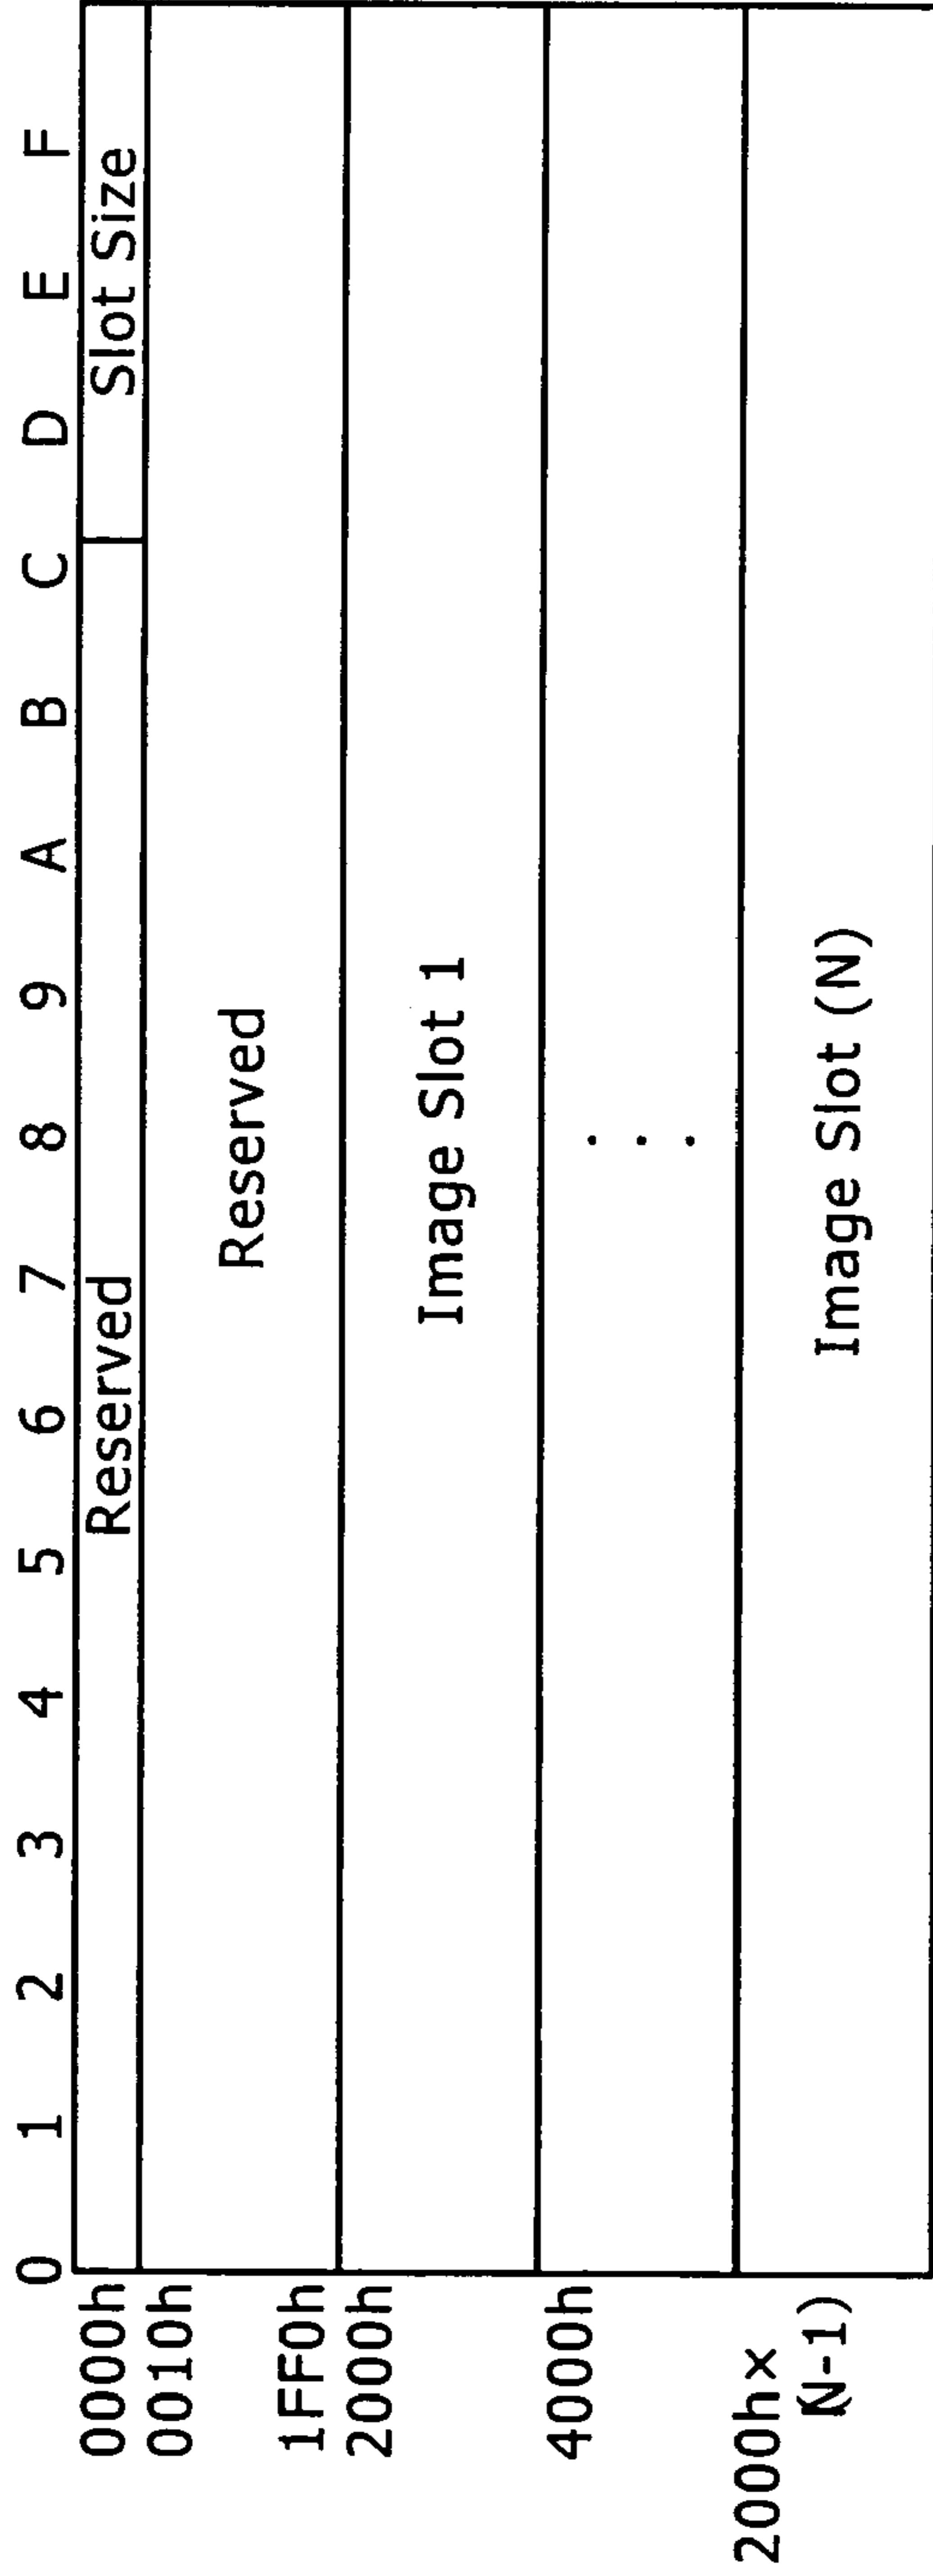 0 1 2 3 4 5 6 7 8 9 A B C D E F
0000h Reserved Slot Size
0010h
Reserved
1FF0h
2000h
Image Slot 1
4000h
2000h×
(N-1)
Image Slot (N)